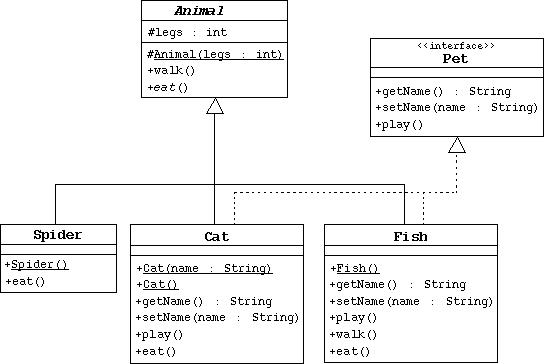 Animal
#legs : int
#Animal(legs : int)
+walk()
+eat()
<<interface>>
Pet
+getName() : String
+setName(name : String)
+play()
Spider
+Spider()
+eat()
Cat
+Cat(name : String)
+Cat()
+getName() : String
+setName(name : String)
+play()
+eat()
Fish
+Fish()
+getName() : String
+setName(name : String)
+play()
+walk()
+eat()